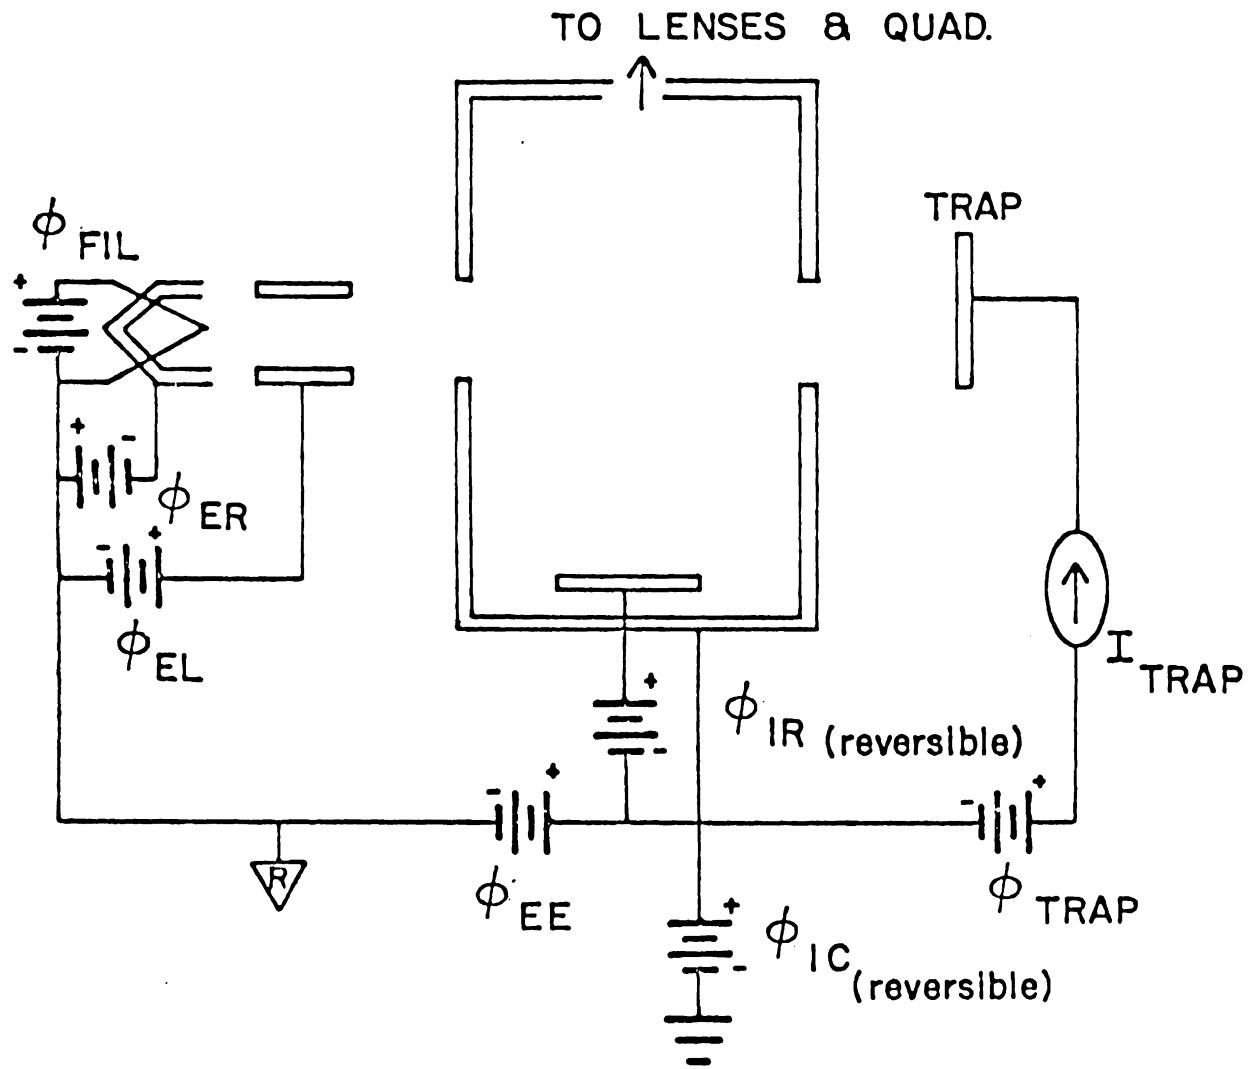 TO LENSES & QUAD.
TRAP
ϕ FIL
+
-
+ -
ϕ ER
- +
ϕ EL
I TRAP
+
ϕ IR (reversible)
-
- +
- +
R
ϕ EE
ϕ TRAP
+
ϕ IC (reversible)
-